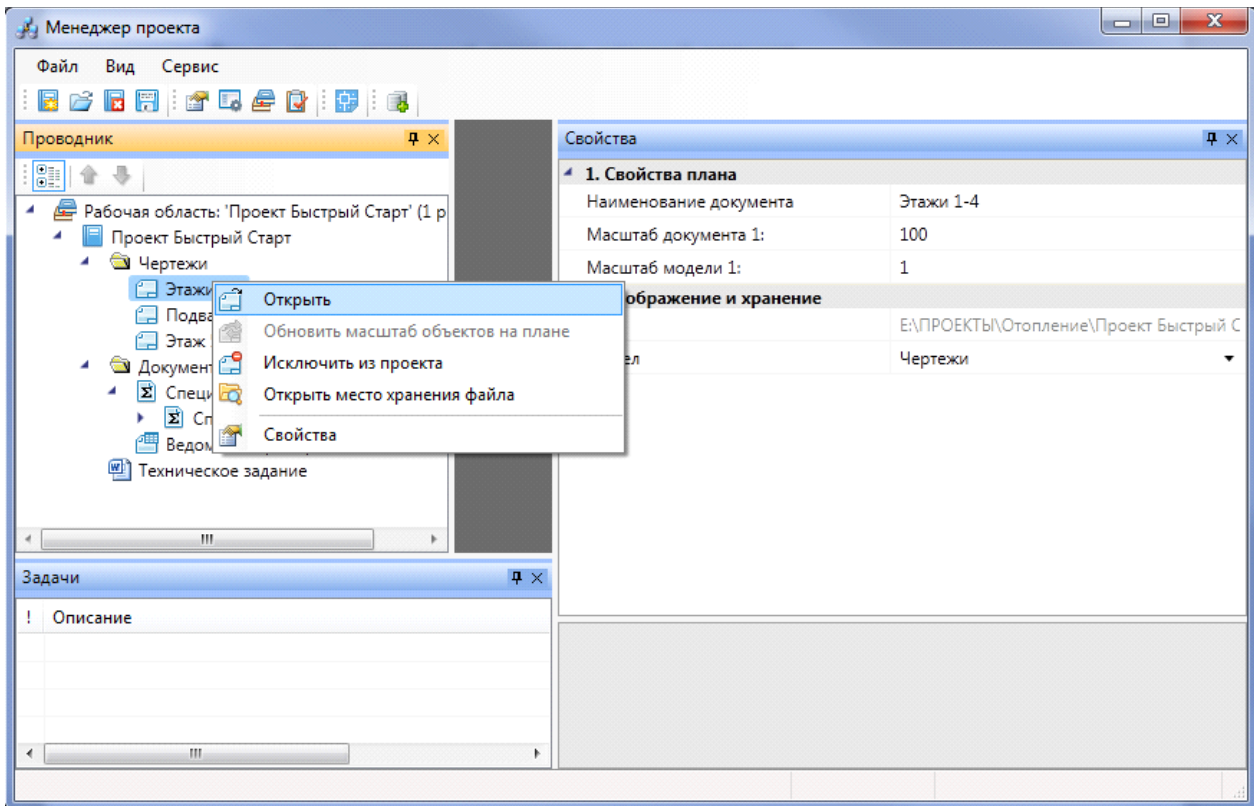 Менеджер проекта
Файл Вид Сервис
Проводник
Рабочая область: 'Проект Быстрый Старт' (1 р
Проект Быстрый Старт
Чертежи
Этажи
Подва
Этаж
Докумен
Специ
Сп
Ведом
Техническое задание
Открыть
Обновить масштаб объектов на плане
Исключить из проекта
Открыть место хранения файла
Свойства
Задачи
! Описание
Свойства
1. Свойства плана
Наименование документа Этажи 1-4
Масштаб документа 1: 100
Масштаб модели 1: 1
ображение и хранение
E:\ПРОЕКТЫ\Отопление\Проект Быстрый С
ел Чертежи